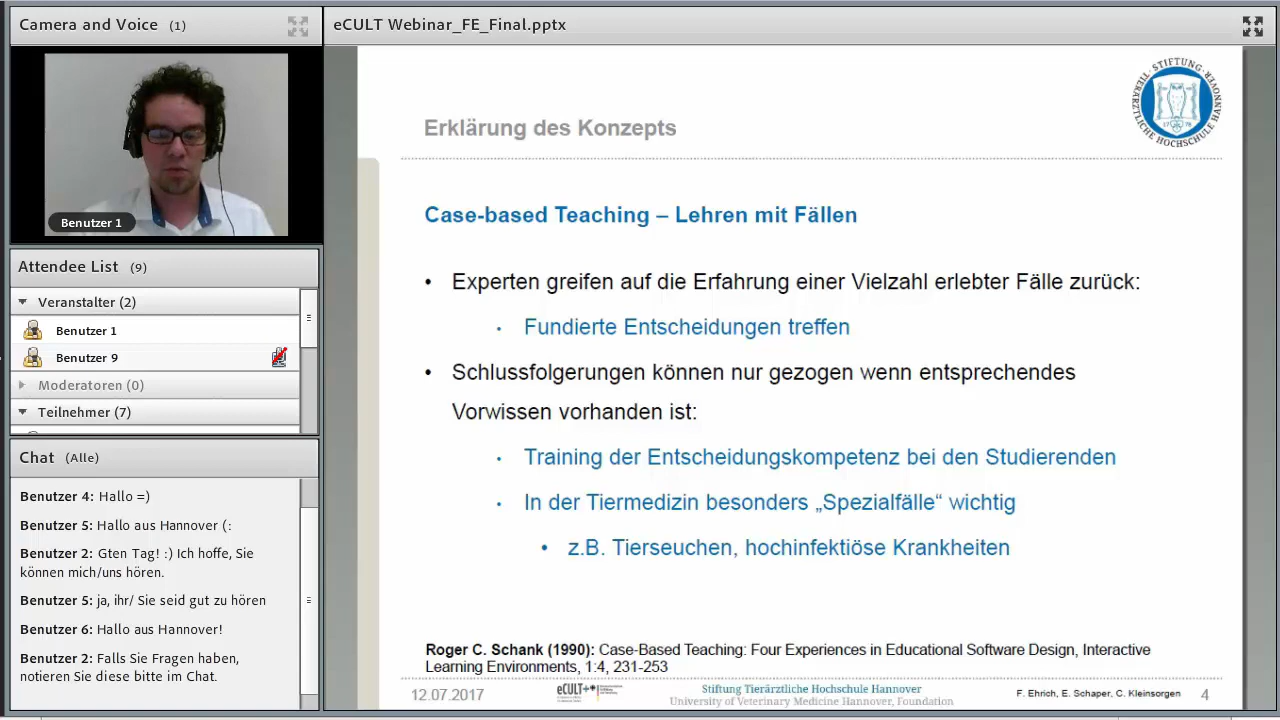 Camera and Voice (1)
Benutzer 1
Attendee List (9)
Veranstalter (2)
Benutzer 1
Benutzer 9
Moderatoren (0)
Teilnehmer (7)
Chat (Alle)
Benutzer 4: Hallo =)
Benutzer 5: Hallo aus Hannover (:
Benutzer 2: Gten Tag! :) Ich hoffe, Sie
können mich/uns hören.
Benutzer 5: ja, ihr/ Sie seid gut zu hören
Benutzer 6: Hallo aus Hannover!
Benutzer 2: Falls Sie Fragen haben,
notieren Sie diese bitte im Chat.
eCULT Webinar_FE_Final.pptx
STIFTUNG TIERÄRZTLICHE HOCHSCHULE HANNOVER
1778
Erklärung des Konzepts
Case-based Teaching – Lehren mit Fällen
• Experten greifen auf die Erfahrung einer Vielzahl erlebter Fälle zurück:
• Fundierte Entscheidungen treffen
• Schlussfolgerungen können nur gezogen wenn entsprechendes
Vorwissen vorhanden ist:
• Training der Entscheidungskompetenz bei den Studierenden
• In der Tiermedizin besonders „Spezialfälle“ wichtig
• z.B. Tierseuchen, hochinfektiöse Krankheiten
Roger C. Schank (1990): Case-Based Teaching: Four Experiences in Educational Software Design, Interactive
Learning Environments, 1:4, 231-253
12.07.2017
eCULT+
Stiftung Tierärztliche Hochschule Hannover
University of Veterinary Medicine Hannover, Foundation
F. Ehrich, E. Schaper, C. Kleinsorgen
4